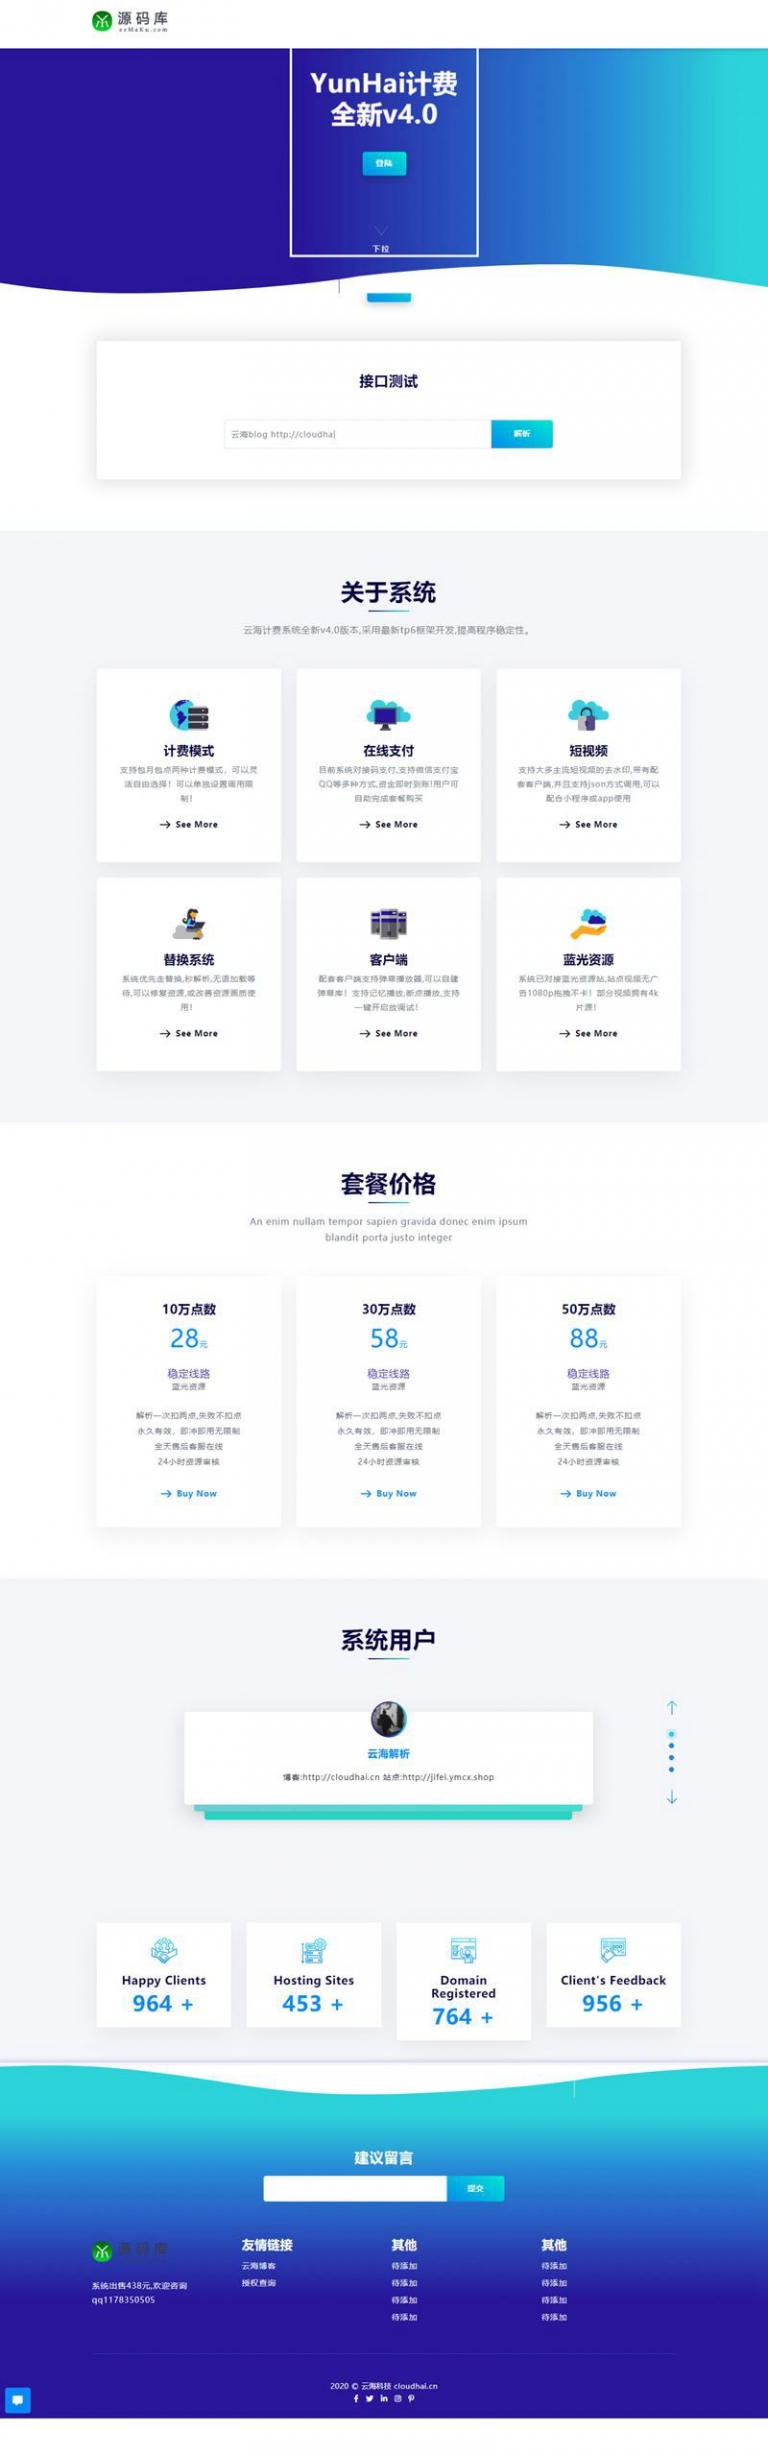 源码库
YunHai计费
全新v4.0
登陆
下拉
接口测试
云海blog http://cloudha|
解析
关于系统
云海计费系统全新v4.0版本,采用最新tp6框架开发,提高程序稳定性。
计费模式
支持包月包点两种计费模式，可以灵
活自由选择！可以单独设置调用限
制！
See More
在线支付
目前系统对接码支付,支持微信支付宝
QQ等多种方式,资金即时到账!用户可
自助完成套餐购买
See More
短视频
支持大多主流短视频的去水印,带有配
套客户端,并且支持json方式调用,可以
配合小程序或app使用
See More
替换系统
系统优先走替换,秒解析,无语加载等
待,可以修复资源,或改善资源画质使
用！
See More
客户端
配套客户端支持弹幕播放器,可以自建
弹幕库！支持记忆播放,断点播放,支持
一键开启放调试！
See More
蓝光资源
系统已对接蓝光资源站,站点视频无广
告1080p拖拽不卡！部分视频拥有4k
片源！
See More
套餐价格
An enim nullam tempor sapien gravida donec enim ipsum
blandit porta justo integer
10万点数
28元
稳定线路
蓝光资源
解析一次扣两点,失败不扣点
永久有效，即冲即用无限制
全天售后客服在线
24小时资源审核
Buy Now
30万点数
58元
稳定线路
蓝光资源
解析一次扣两点,失败不扣点
永久有效，即冲即用无限制
全天售后客服在线
24小时资源审核
Buy Now
50万点数
88元
稳定线路
蓝光资源
解析一次扣两点,失败不扣点
永久有效，即冲即用无限制
全天售后客服在线
24小时资源审核
Buy Now
系统用户
云海解析
博客:http://cloudhai.cn 站点:http://jifei.ymcx.shop
Happy Clients
964 +
Hosting Sites
453 +
Domain
Registered
764 +
Client's Feedback
956 +
建议留言
提交
源码库
系统出售438元,欢迎咨询
qq1178350505
友情链接
云海博客
授权查询
其他
待添加
待添加
待添加
待添加
其他
待添加
待添加
待添加
待添加
2020 © 云海科技 cloudhai.cn